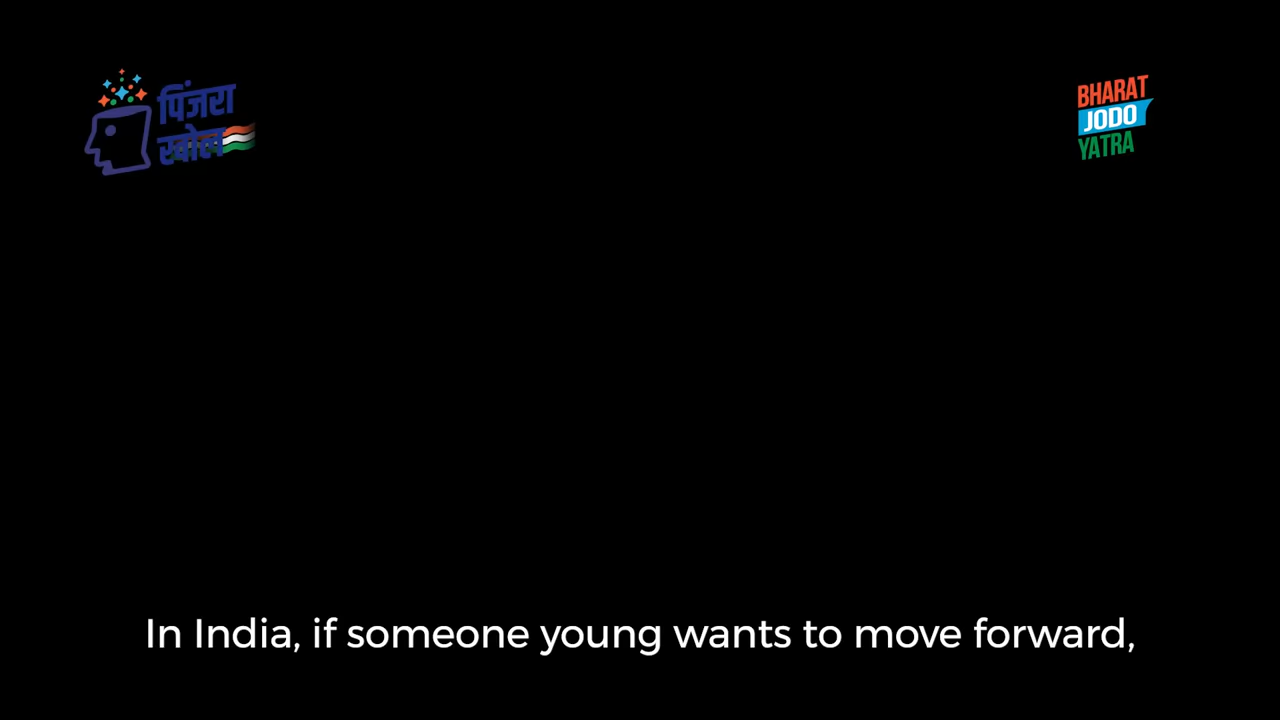 पिंजरा
खोल
BHARAT
JODO
YATRA
In India, if someone young wants to move forward,